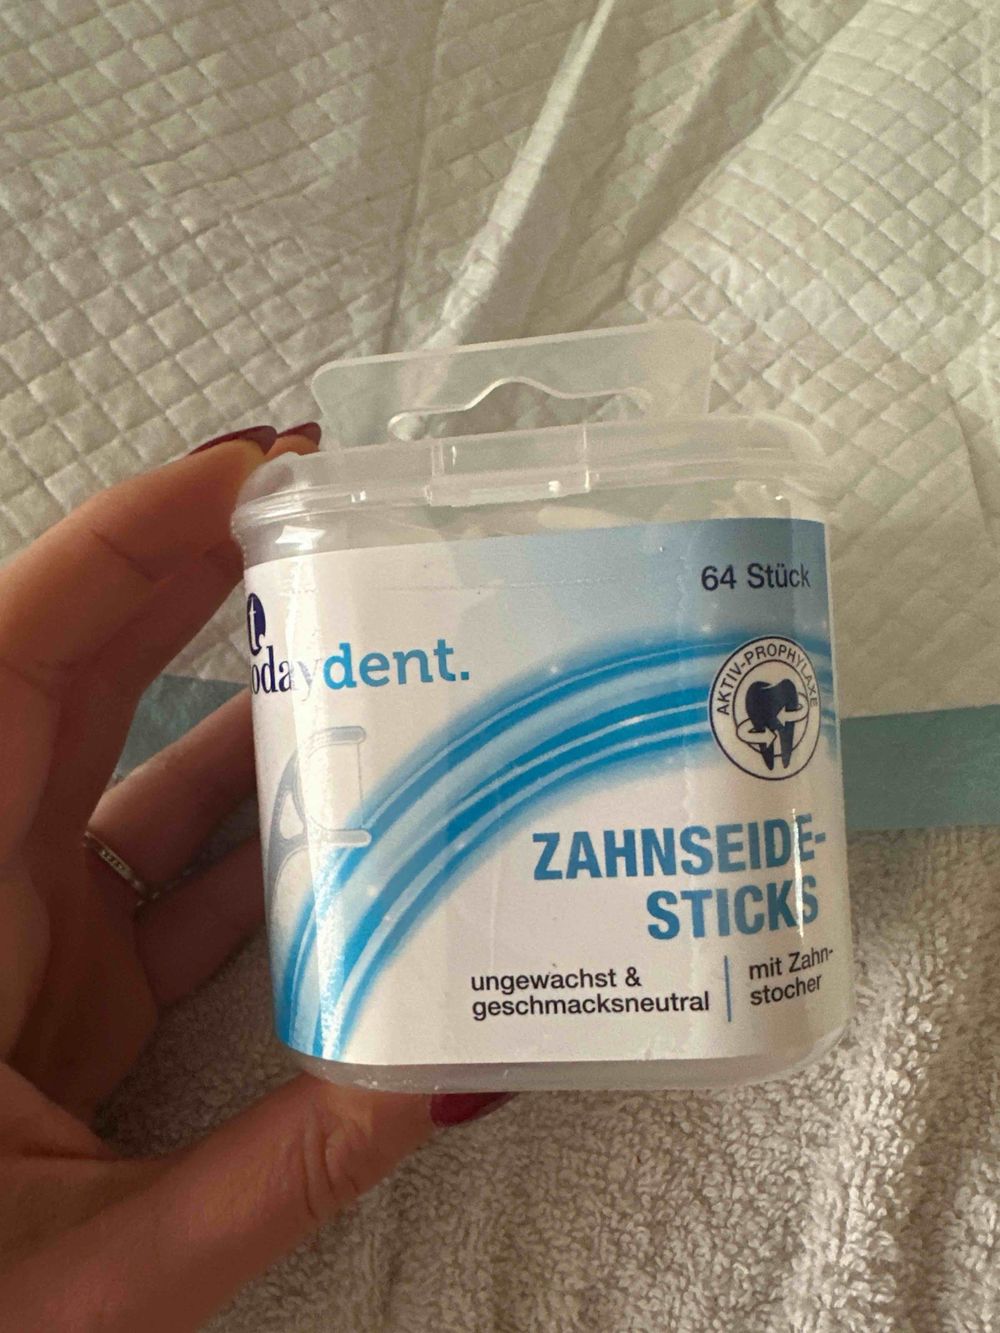 64 Stück
todaydent.
AKTIV-PROPHYLAXE
ZAHNSEIDE-
STICKS
ungewachst &
geschmacksneutral
mit Zahn-
stocher